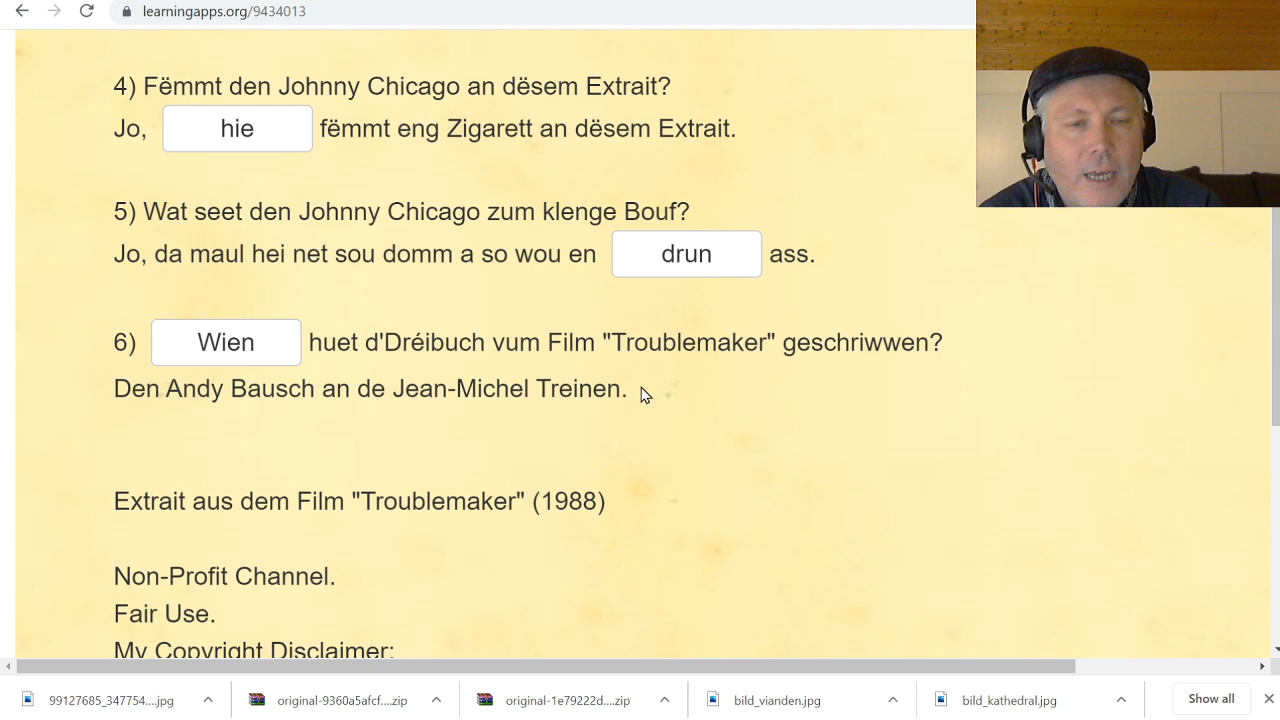 learningapps.org/9434013
4) Fëmmt den Johnny Chicago an dësem Extrait?
Jo, hie fëmmt eng Zigarett an dësem Extrait.
5) Wat seet den Johnny Chicago zum klenge Bouf?
Jo, da maul hei net sou domm a so wou en drun ass.
6) Wien huet d'Dréibuch vum Film "Troublemaker" geschriwwen?
Den Andy Bausch an de Jean-Michel Treinen.
Extrait aus dem Film "Troublemaker" (1988)
Non-Profit Channel.
Fair Use.
My Copyright Disclaimer:
99127685_347754....jpg original-9360a5afcf....zip original-1e79222d....zip bild_vianden.jpg bild_kathedral.jpg Show all